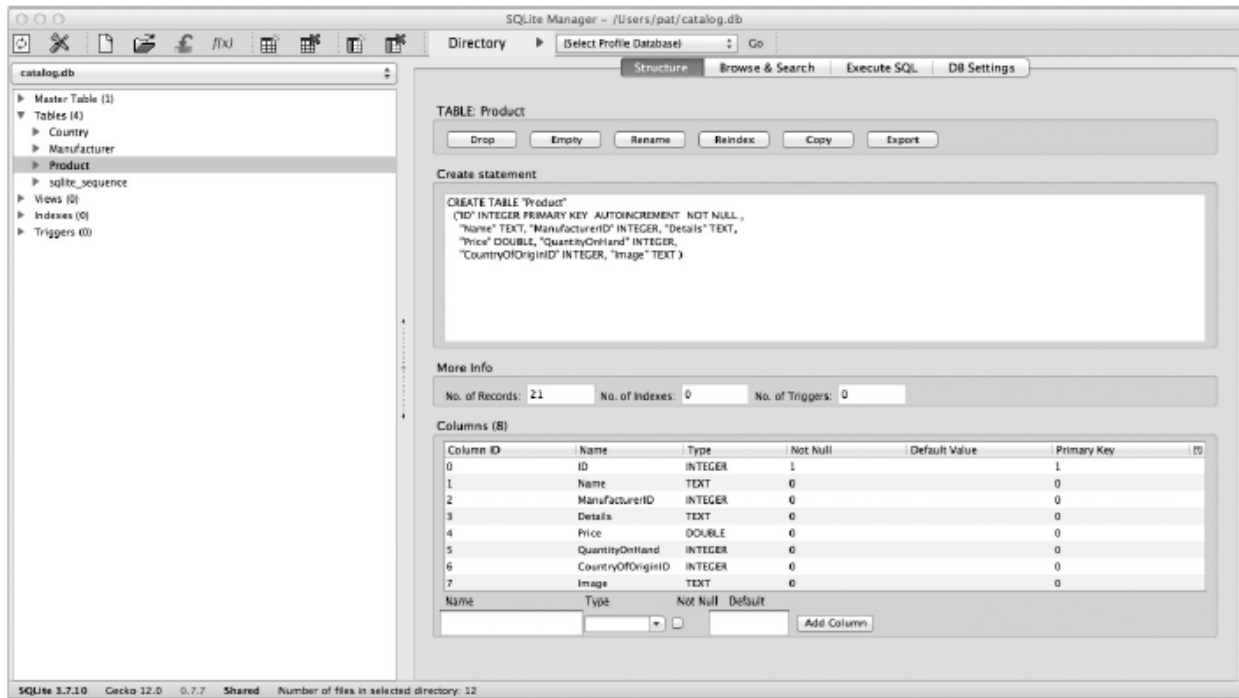 SQLite Manager - /Users/pat/catalog.db
f(x) Directory (Select Profile Database) Go
catalog.db
Structure Browse & Search Execute SQL DB Settings
Master Table (1)
Tables (4)
Country
Manufacturer
Product
sqlite_sequence
Views (0)
Indexes (0)
Triggers (0)
TABLE: Product
Drop Empty Rename Reindex Copy Export
Create statement
CREATE TABLE "Product"
("ID" INTEGER PRIMARY KEY AUTOINCREMENT NOT NULL ,
"Name" TEXT, "ManufacturerID" INTEGER, "Details" TEXT,
"Price" DOUBLE, "QuantityOnHand" INTEGER,
"CountryOfOriginID" INTEGER, "Image" TEXT )
More Info
No. of Records: 21 No. of Indexes: 0 No. of Triggers: 0
Columns (8)
Column ID Name Type Not Null Default Value Primary Key
0 ID INTEGER 1 1
1 Name TEXT 0 0
2 ManufacturerID INTEGER 0 0
3 Details TEXT 0 0
4 Price DOUBLE 0 0
5 QuantityOnHand INTEGER 0 0
6 CountryOfOriginID INTEGER 0 0
7 Image TEXT 0 0
Name Type Not Null Default
Add Column
SQLite 3.7.10 Gecko 12.0 0.7.7 Shared Number of files in selected directory: 12